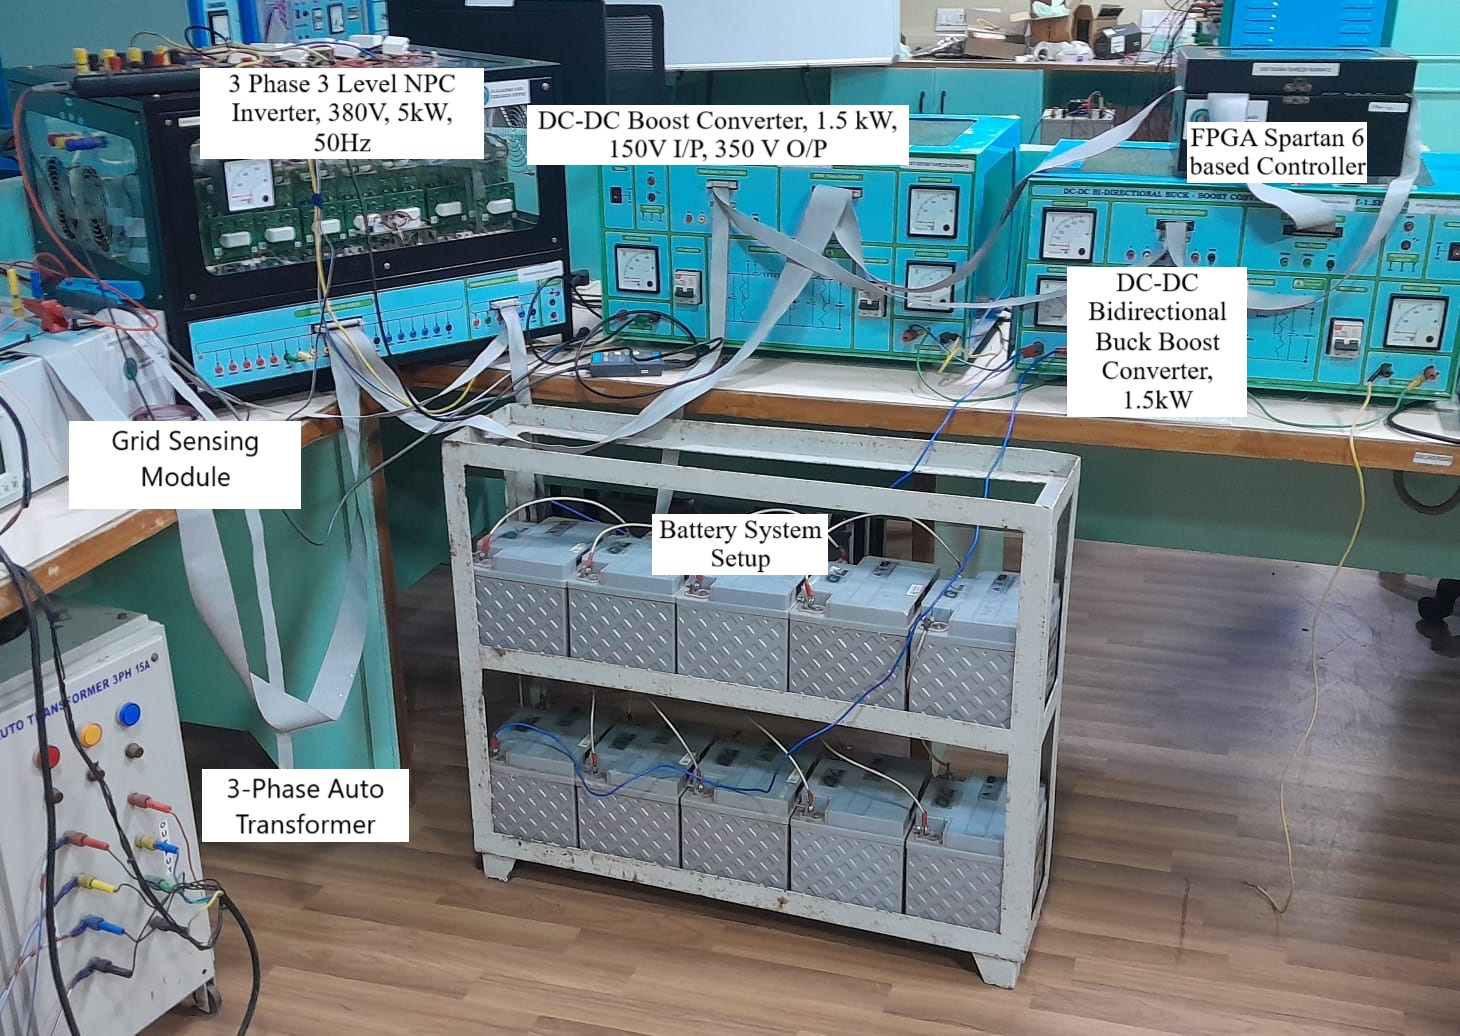 3 Phase 3 Level NPC
Inverter, 380V, 5kW,
50Hz
DC-DC Boost Converter, 1.5 kW,
150V I/P, 350 V O/P
FPGA Spartan 6
based Controller
DC-DC BI-DIRECTIONAL BUCK - BOOST
DC-DC
Bidirectional
Buck Boost
Converter,
1.5kW
Grid Sensing
Module
Battery System
Setup
AUTO TRANSFORMER 3PH 15A
3-Phase Auto
Transformer